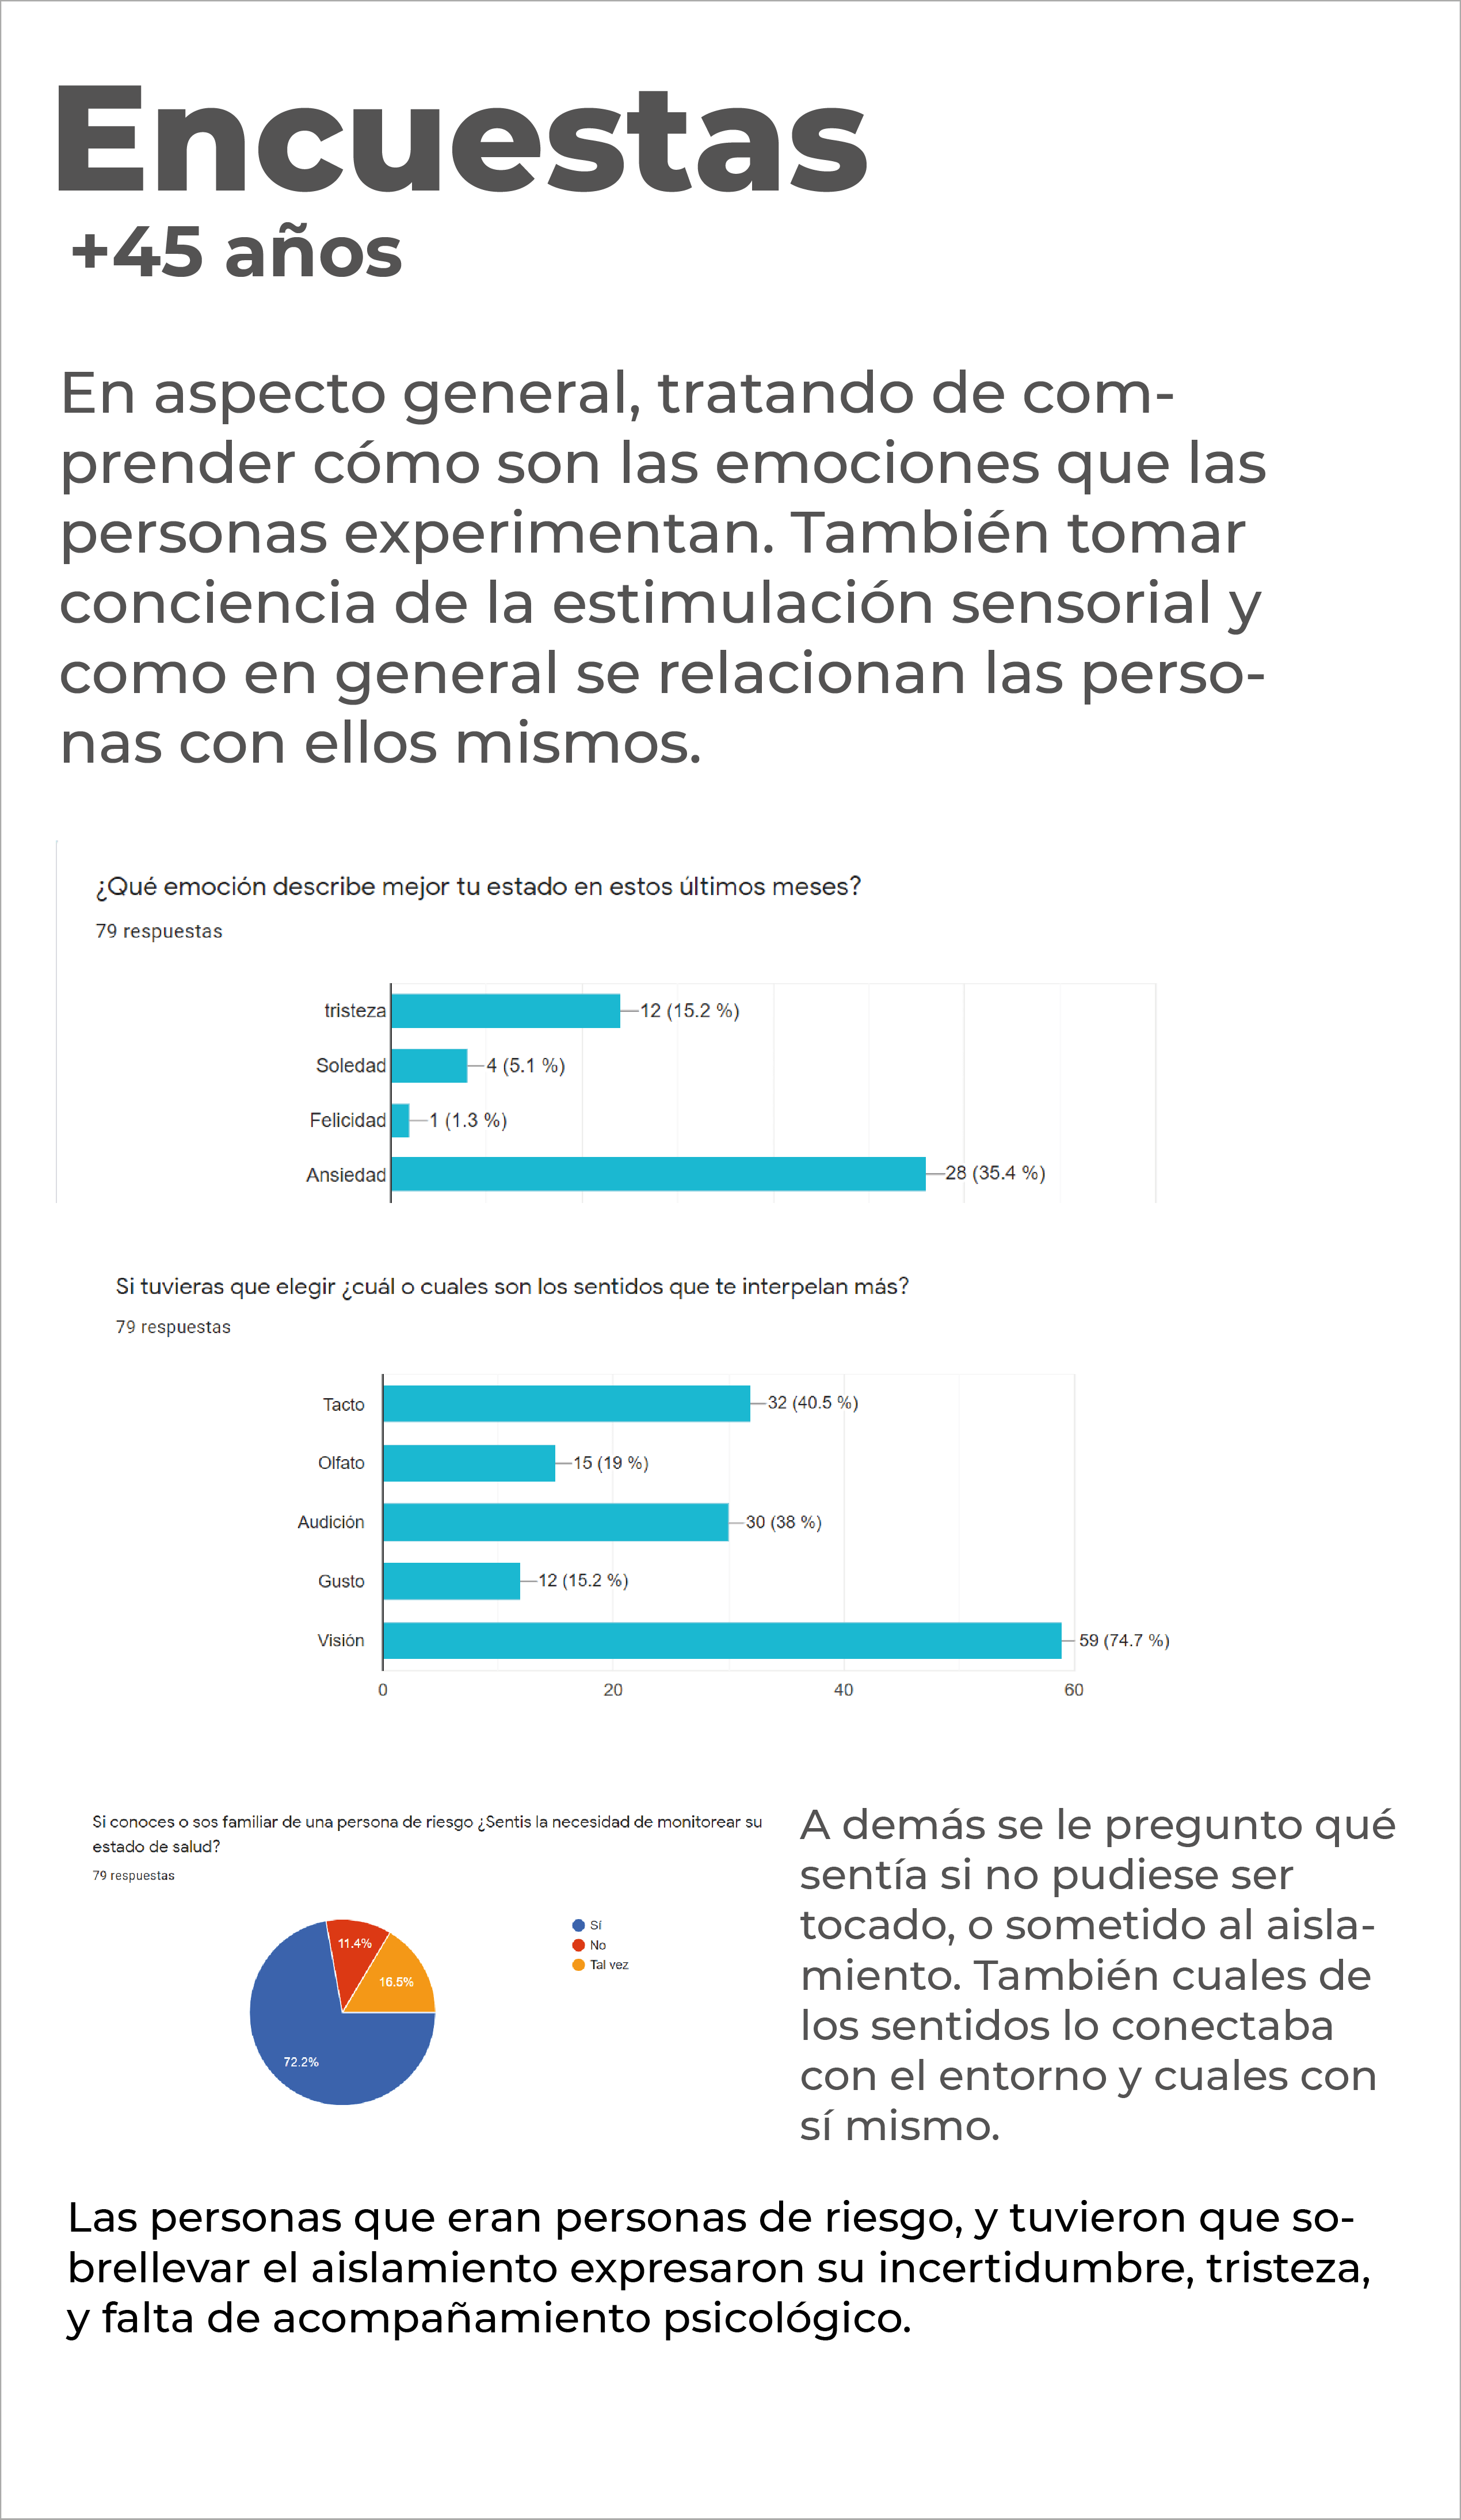 Encuestas
+45 años
En aspecto general, tratando de com-
prender cómo son las emociones que las
personas experimentan. También tomar
conciencia de la estimulación sensorial y
como en general se relacionan las perso-
nas con ellos mismos.
¿Qué emoción describe mejor tu estado en estos últimos meses?
79 respuestas
tristeza 12 (15.2 %)
Soledad 4 (5.1 %)
Felicidad 1 (1.3 %)
Ansiedad 28 (35.4 %)
Si tuvieras que elegir ¿cuál o cuales son los sentidos que te interpelan más?
79 respuestas
Tacto 32 (40.5 %)
Olfato 15 (19 %)
Audición 30 (38 %)
Gusto 12 (15.2 %)
Visión 59 (74.7 %)
0 20 40 60
Si conoces o sos familiar de una persona de riesgo ¿Sentis la necesidad de monitorear su
estado de salud?
79 respuestas
Sí
No
Tal vez
11.4%
16.5%
72.2%
A demás se le pregunto qué
sentía si no pudiese ser
tocado, o sometido al aisla-
miento. También cuales de
los sentidos lo conectaba
con el entorno y cuales con
sí mismo.
Las personas que eran personas de riesgo, y tuvieron que so-
brellevar el aislamiento expresaron su incertidumbre, tristeza,
y falta de acompañamiento psicológico.